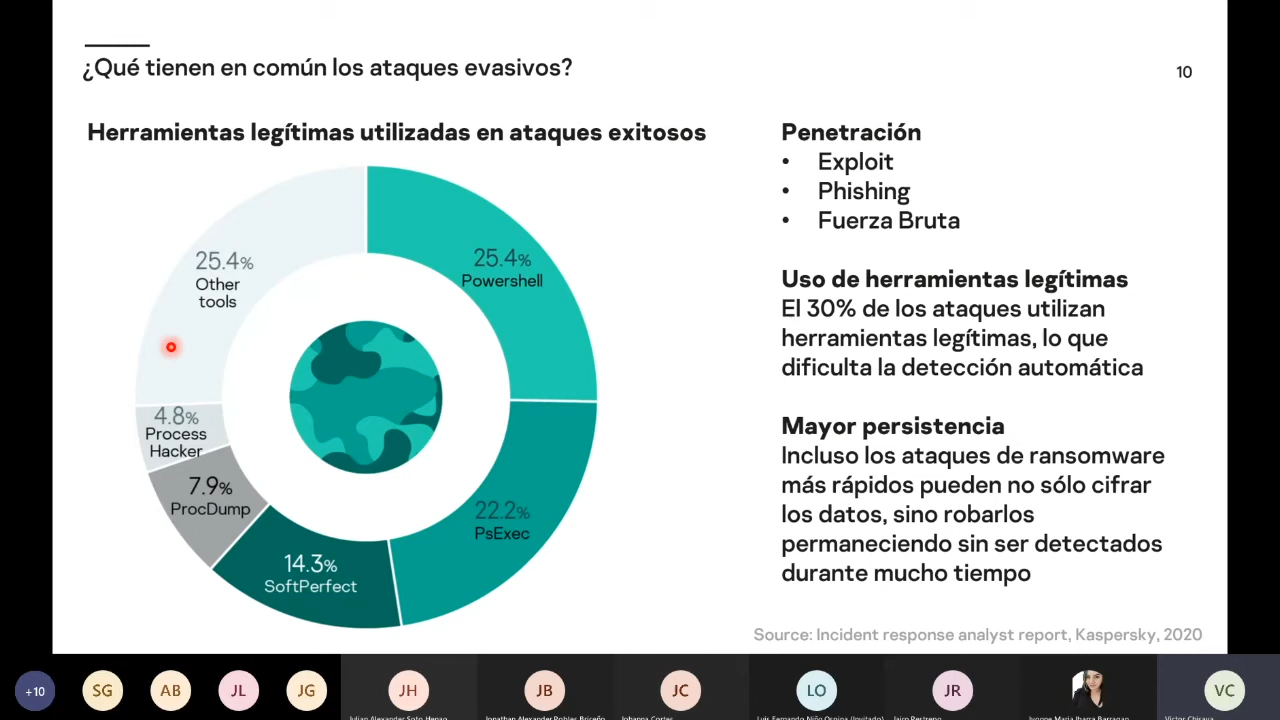 ¿Qué tienen en común los ataques evasivos?
10
Herramientas legítimas utilizadas en ataques exitosos
25.4%
Other
tools
25.4%
Powershell
4.8%
Process
Hacker
7.9%
ProcDump
14.3%
SoftPerfect
22.2%
PsExec
Penetración
• Exploit
• Phishing
• Fuerza Bruta
Uso de herramientas legítimas
El 30% de los ataques utilizan
herramientas legítimas, lo que
dificulta la detección automática
Mayor persistencia
Incluso los ataques de ransomware
más rápidos pueden no sólo cifrar
los datos, sino robarlos
permaneciendo sin ser detectados
durante mucho tiempo
Source: Incident response analyst report, Kaspersky, 2020
+10
SG
AB
JL
JG
JH
JB
JC
LO
JR
VC